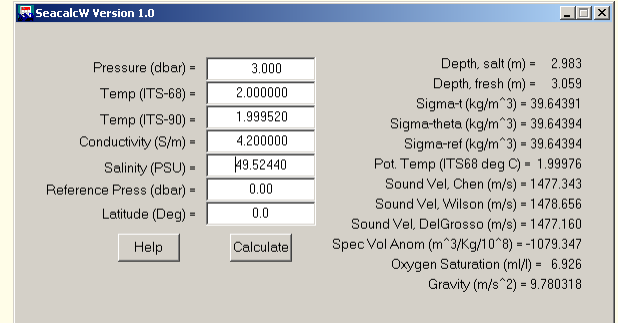 SeacalcW Version 1.0
Pressure (dbar) = 3.000
Temp (ITS-68) = 2.000000
Temp (ITS-90) = 1.999520
Conductivity (S/m) = 4.200000
Salinity (PSU) = 49.52440
Reference Press (dbar) = 0.00
Latitude (Deg) = 0.0
Help Calculate
Depth, salt (m) = 2.983
Depth, fresh (m) = 3.059
Sigma-t (kg/m^3) = 39.64391
Sigma-theta (kg/m^3) = 39.64394
Sigma-ref (kg/m^3) = 39.64394
Pot. Temp (ITS68 deg C) = 1.99976
Sound Vel, Chen (m/s) = 1477.343
Sound Vel, Wilson (m/s) = 1478.656
Sound Vel, DelGrosso (m/s) = 1477.160
Spec Vol Anom (m^3/Kg/10^8) = -1079.347
Oxygen Saturation (ml/l) = 6.926
Gravity (m/s^2) = 9.780318